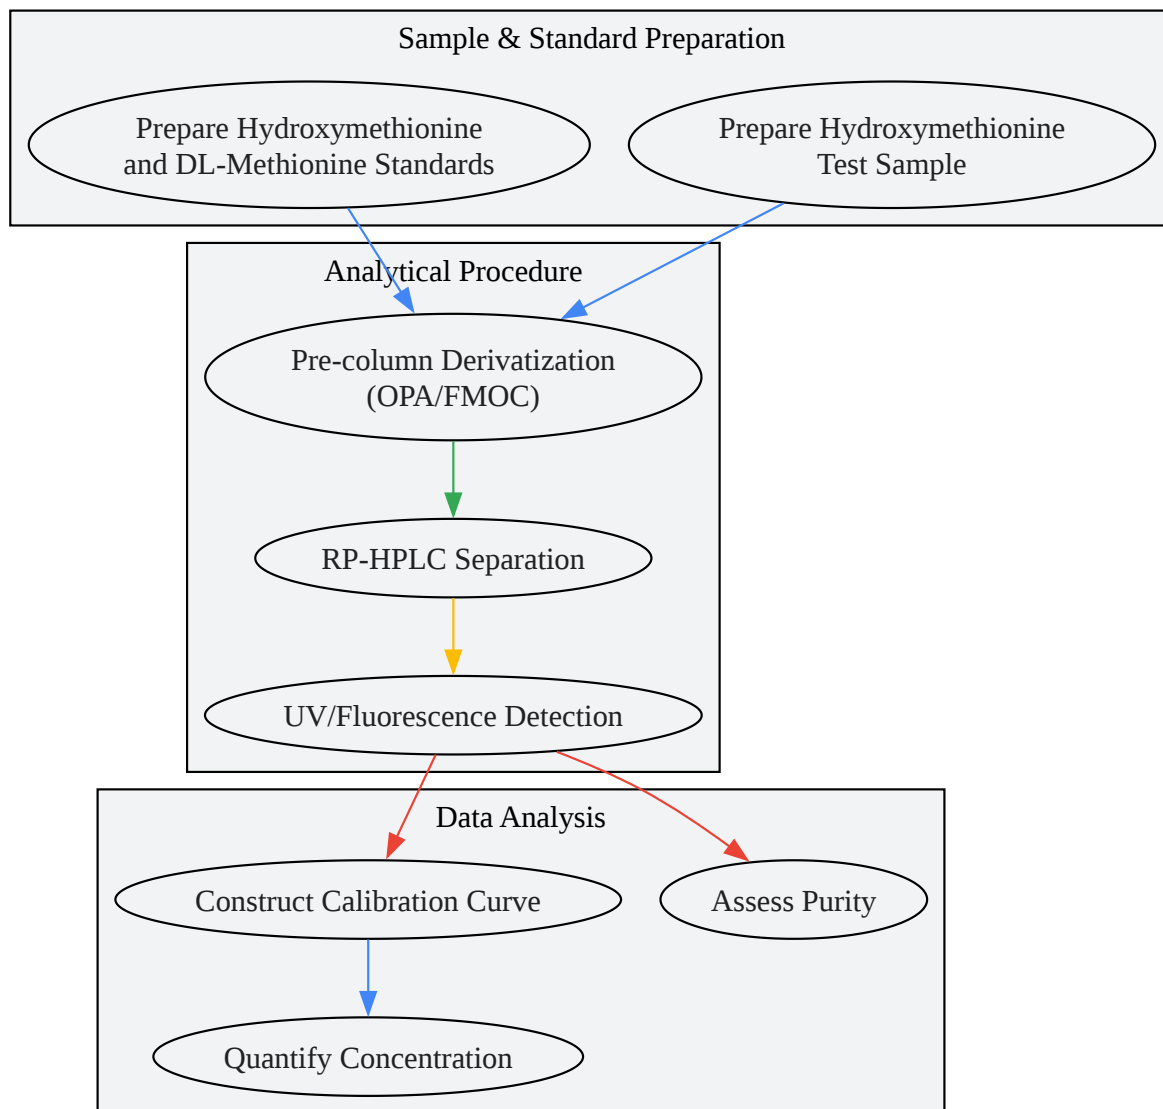 Sample & Standard Preparation
Prepare Hydroxymethionine
and DL-Methionine Standards
Prepare Hydroxymethionine
Test Sample
Analytical Procedure
Pre-column Derivatization
(OPA/FMOC)
RP-HPLC Separation
UV/Fluorescence Detection
Data Analysis
Construct Calibration Curve
Assess Purity
Quantify Concentration